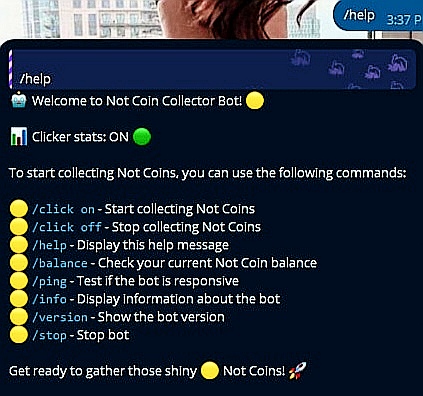 /help 3:37 P
/help
🤖 Welcome to Not Coin Collector Bot! 🟡
📊 Clicker stats: ON 🟢
To start collecting Not Coins, you can use the following commands:
🟡 /click on - Start collecting Not Coins
🟡 /click off - Stop collecting Not Coins
🟡 /help - Display this help message
🟡 /balance - Check your current Not Coin balance
🟡 /ping - Test if the bot is responsive
🟡 /info - Display information about the bot
🟡 /version - Show the bot version
🟡 /stop - Stop bot
Get ready to gather those shiny 🟡 Not Coins! 🚀